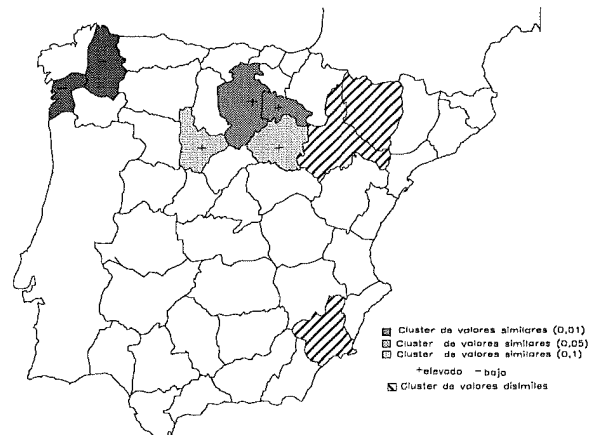 Cluster de valores similares (0,01)
Cluster de valores similares (0,05)
Cluster de valores similares (0,1)
+elevado -bajo
Cluster de valores disimiles